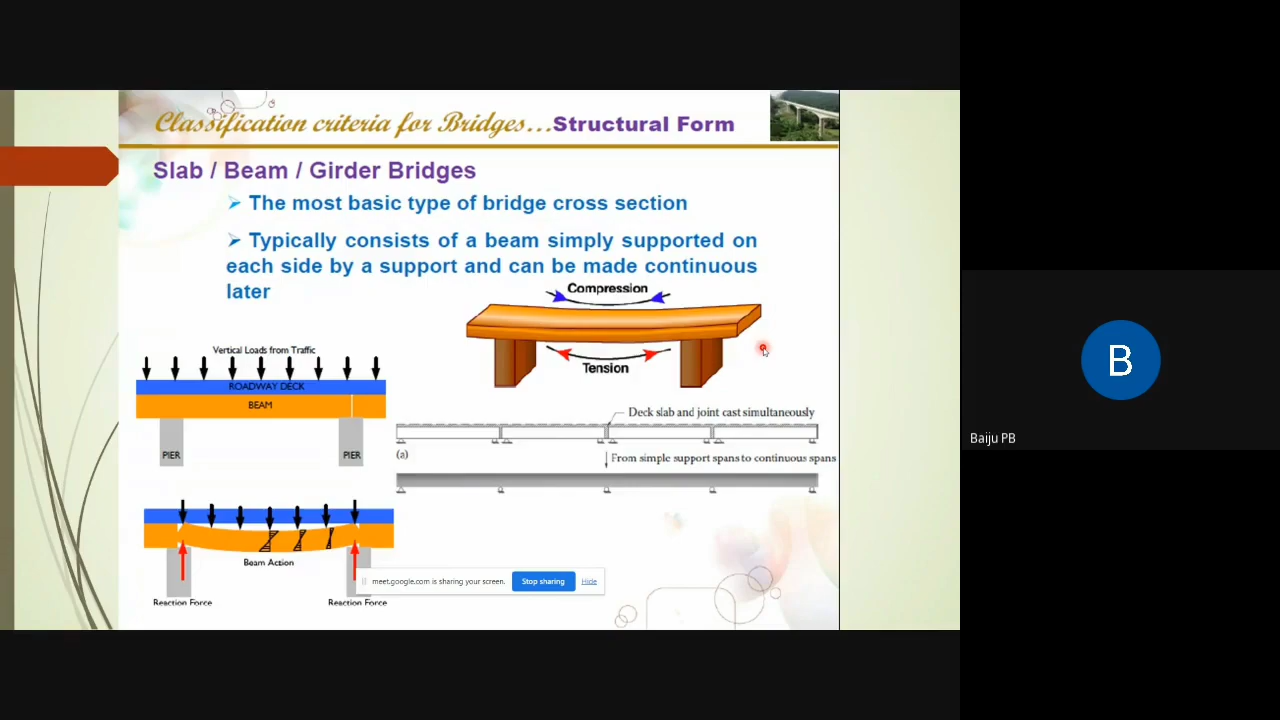 Classification criteria for Bridges...Structural Form
Slab / Beam / Girder Bridges
➢ The most basic type of bridge cross section
➢ Typically consists of a beam simply supported on
each side by a support and can be made continuous
later
Compression
Tension
Vertical Loads from Traffic
ROADWAY DECK
BEAM
PIER
PIER
Deck slab and joint cast simultaneously
(a)
From simple support spans to continuous spans
Beam Action
Reaction Force
Reaction Force
meet.google.com is sharing your screen.
Stop sharing
Hide
B
Baiju PB